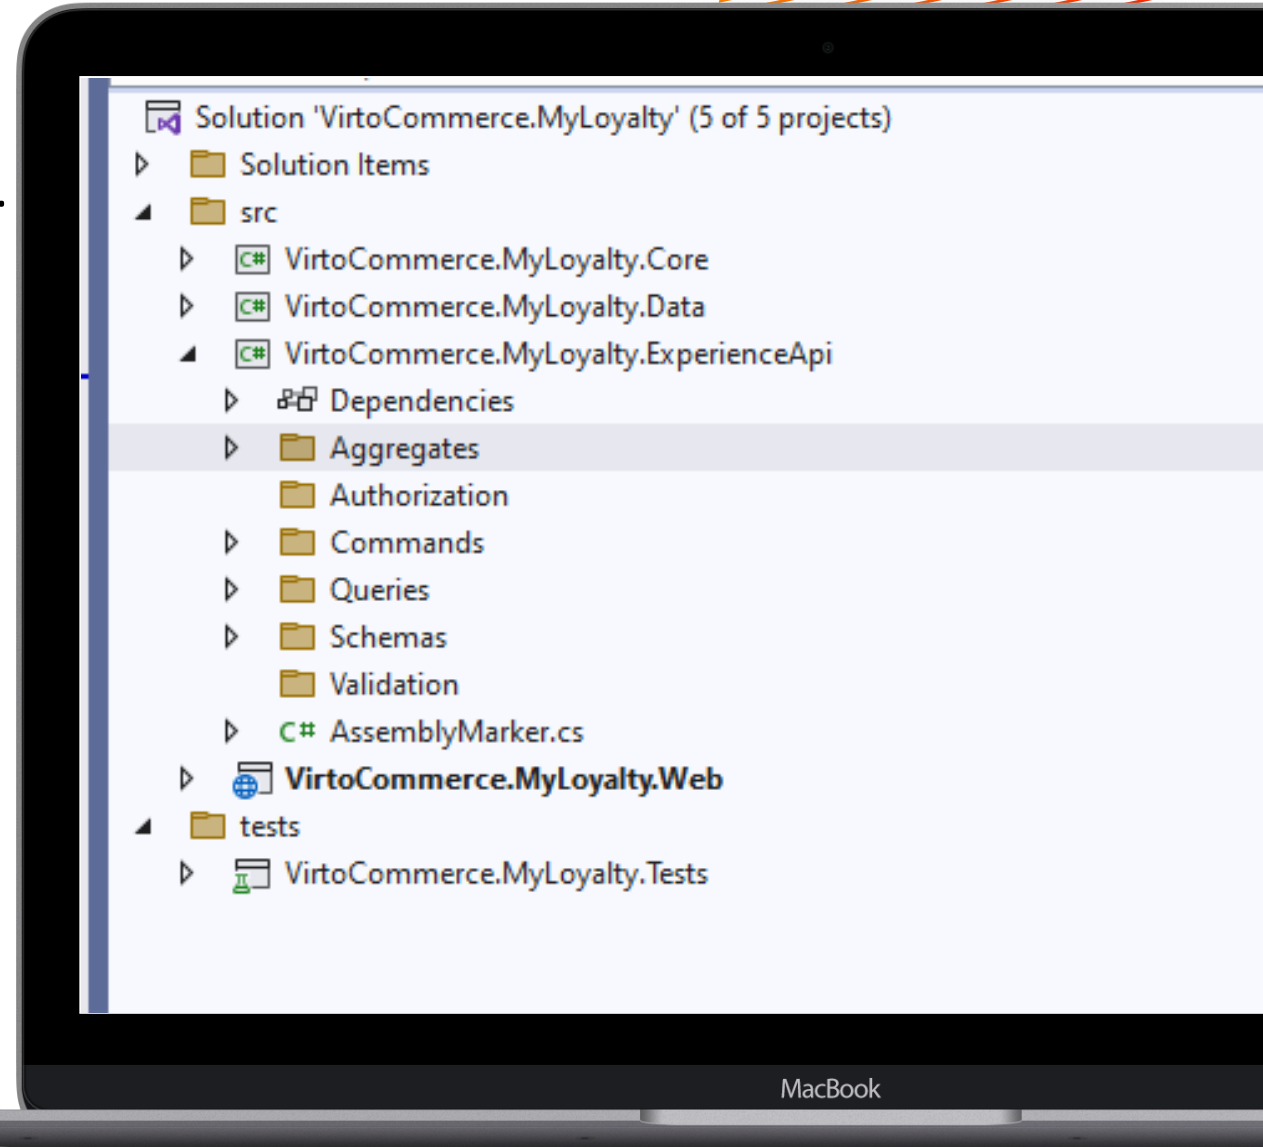 Solution 'VirtoCommerce.MyLoyalty' (5 of 5 projects)
Solution Items
src
C# VirtoCommerce.MyLoyalty.Core
C# VirtoCommerce.MyLoyalty.Data
C# VirtoCommerce.MyLoyalty.ExperienceApi
Dependencies
Aggregates
Authorization
Commands
Queries
Schemas
Validation
C# AssemblyMarker.cs
VirtoCommerce.MyLoyalty.Web
tests
VirtoCommerce.MyLoyalty.Tests
MacBook